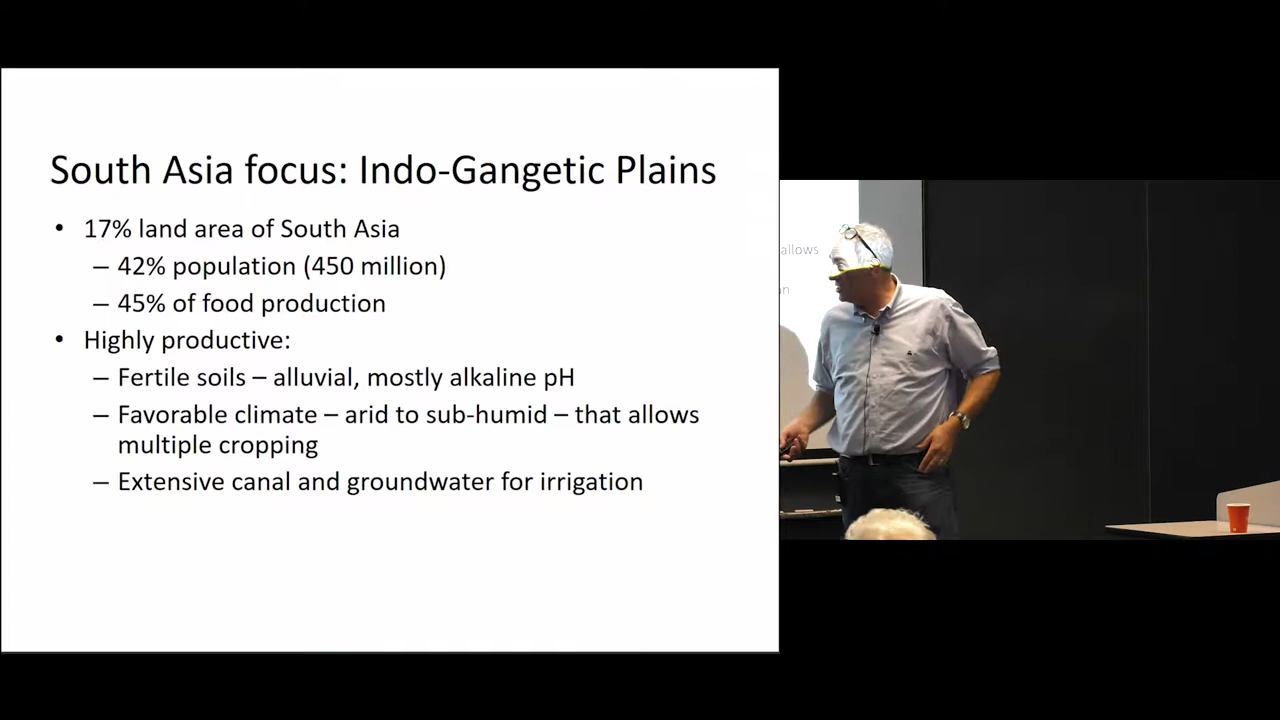 South Asia focus: Indo-Gangetic Plains
• 17% land area of South Asia
– 42% population (450 million)
– 45% of food production
• Highly productive:
– Fertile soils – alluvial, mostly alkaline pH
– Favorable climate – arid to sub-humid – that allows
multiple cropping
– Extensive canal and groundwater for irrigation
allows